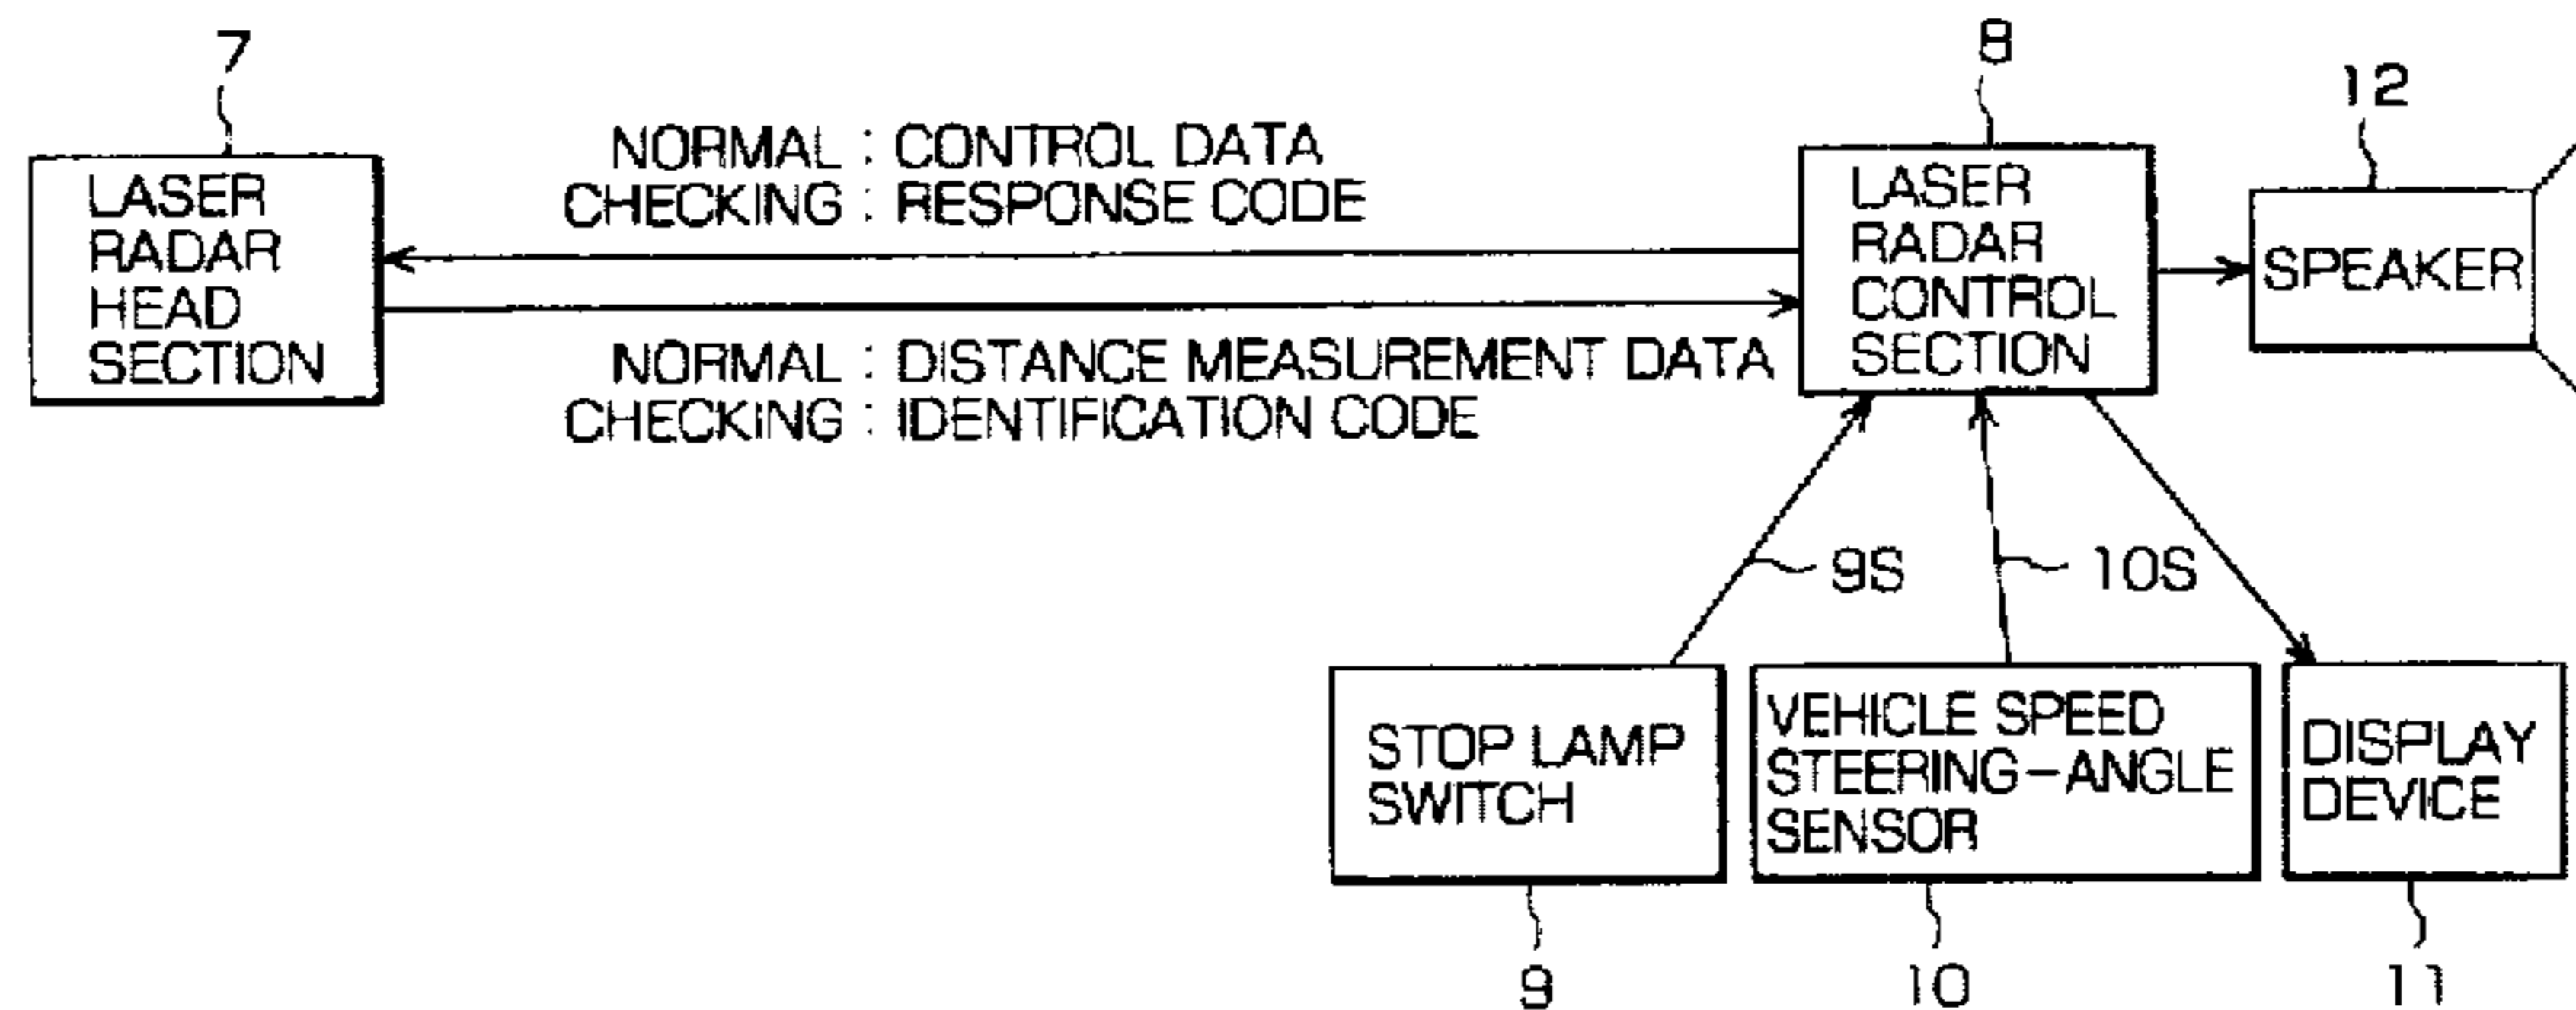 7
8
12
NORMAL : CONTROL DATA
CHECKING : RESPONSE CODE
LASER
RADAR
HEAD
SECTION
LASER
RADAR
CONTROL
SECTION
SPEAKER
NORMAL : DISTANCE MEASUREMENT DATA
CHECKING : IDENTIFICATION CODE
9S
10S
STOP LAMP
SWITCH
VEHICLE SPEED
STEERING-ANGLE
SENSOR
DISPLAY
DEVICE
9
10
11